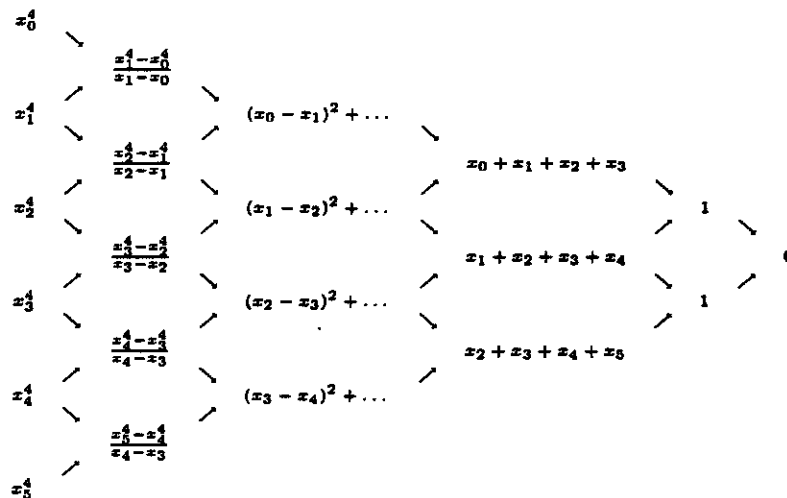 x_0^4
\frac{x_1^4-x_0^4}{x_1-x_0}
x_1^4 (x_0 - x_1)^2 + ...
\frac{x_2^4-x_1^4}{x_2-x_1} x_0 + x_1 + x_2 + x_3
x_2^4 (x_1 - x_2)^2 + ... 1
\frac{x_3^4-x_2^4}{x_3-x_2} x_1 + x_2 + x_3 + x_4
x_3^4 (x_2 - x_3)^2 + ... 1
\frac{x_4^4-x_3^4}{x_4-x_3} x_2 + x_3 + x_4 + x_5
x_4^4 (x_3 - x_4)^2 + ...
\frac{x_5^4-x_4^4}{x_4-x_3}
x_5^4